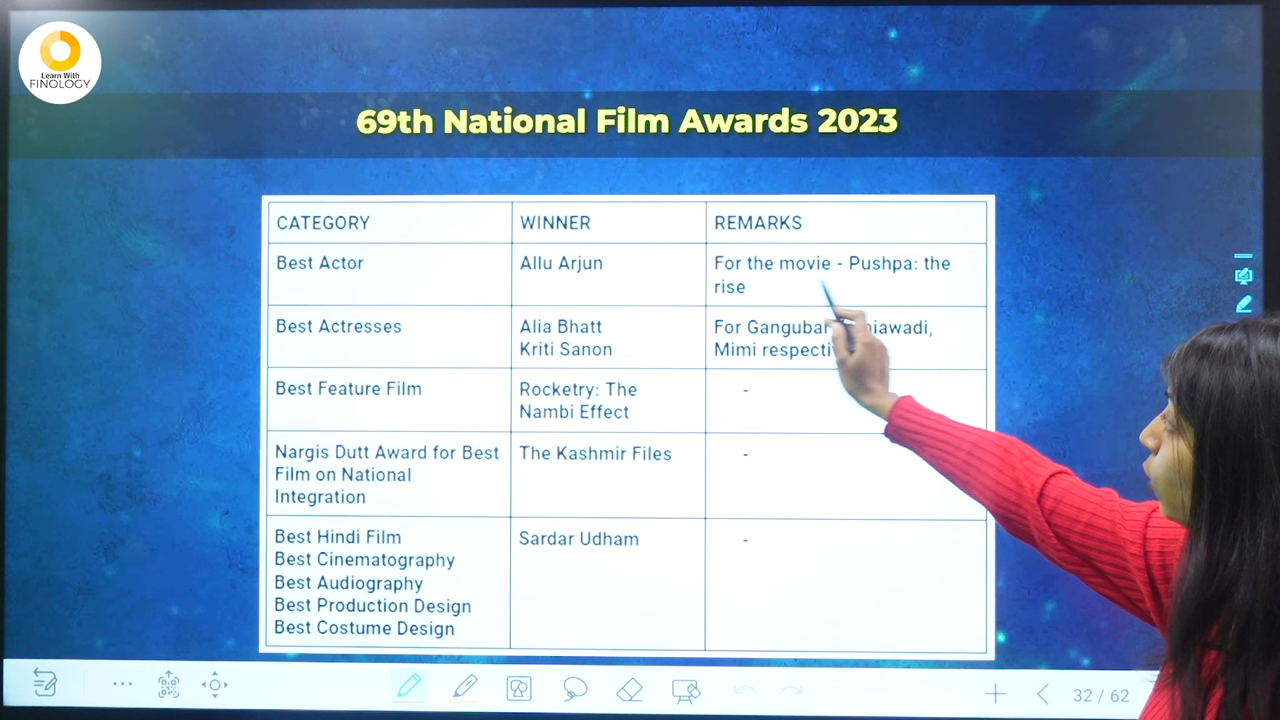 Learn With
FINOLOGY
69th National Film Awards 2023
CATEGORY WINNER REMARKS
Best Actor Allu Arjun For the movie - Pushpa: the
rise
Best Actresses Alia Bhatt For
Kriti Sanon Mimi
Best Feature Film Rocketry: The -
Nambi Effect
Nargis Dutt Award for Best The Kashmir Files -
Film on National
Integration
Best Hindi Film Sardar Udham -
Best Cinematography
Best Audiography
Best Production Design
Best Costume Design
32 / 62